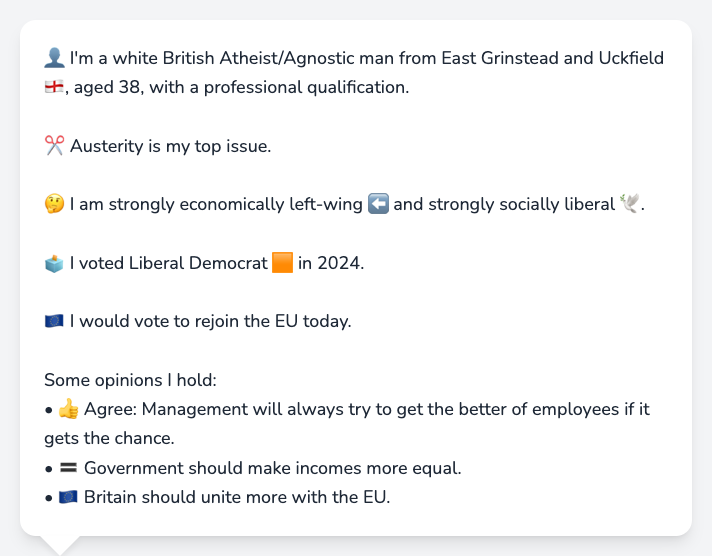 👤 I'm a white British Atheist/Agnostic man from East Grinstead and Uckfield
🏴󠁧󠁢󠁥󠁮󠁧󠁿, aged 38, with a professional qualification.
✂️ Austerity is my top issue.
🤔 I am strongly economically left-wing ⬅️ and strongly socially liberal 🕊️.
🗳️ I voted Liberal Democrat 🟧 in 2024.
🇪🇺 I would vote to rejoin the EU today.
Some opinions I hold:
• 👍 Agree: Management will always try to get the better of employees if it
gets the chance.
• 🟰 Government should make incomes more equal.
• 🇪🇺 Britain should unite more with the EU.